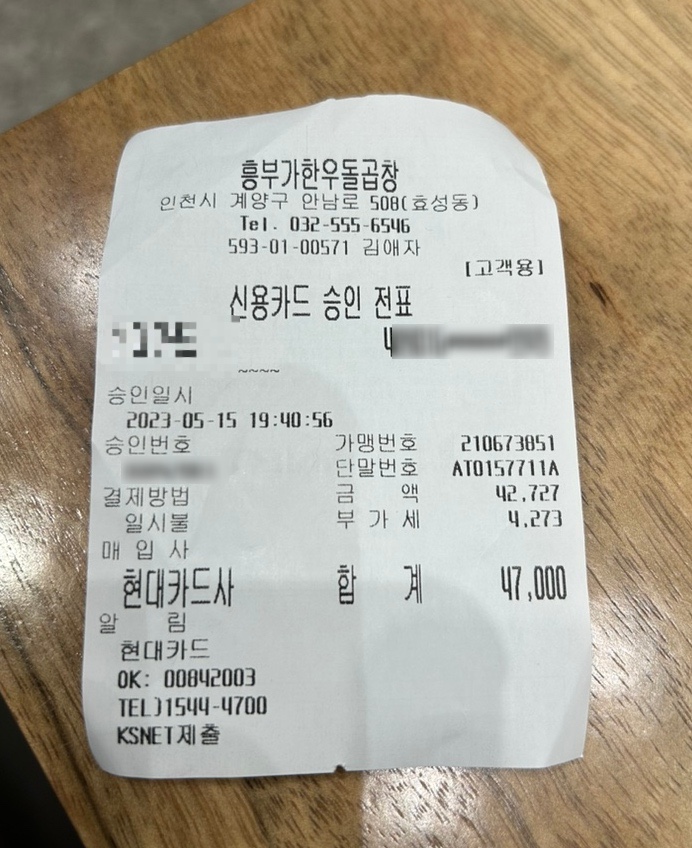 흥부가한우돌곱창
인천시 계양구 안남로 508(효성동)
Tel. 032-555-6546
593-01-00571 김애자
[고객용]
신용카드 승인 전표
~~~~
승인일시
2023-05-15 19:40:56
승인번호 가맹번호 210673851
단말번호 AT0157711A
결제방법 금 액 42,727
일시불 부 가 세 4,273
매 입 사
현대카드사 합 계 47,000
알 림
현대카드
OK: 00842003
TEL)1544-4700
KSNET제출